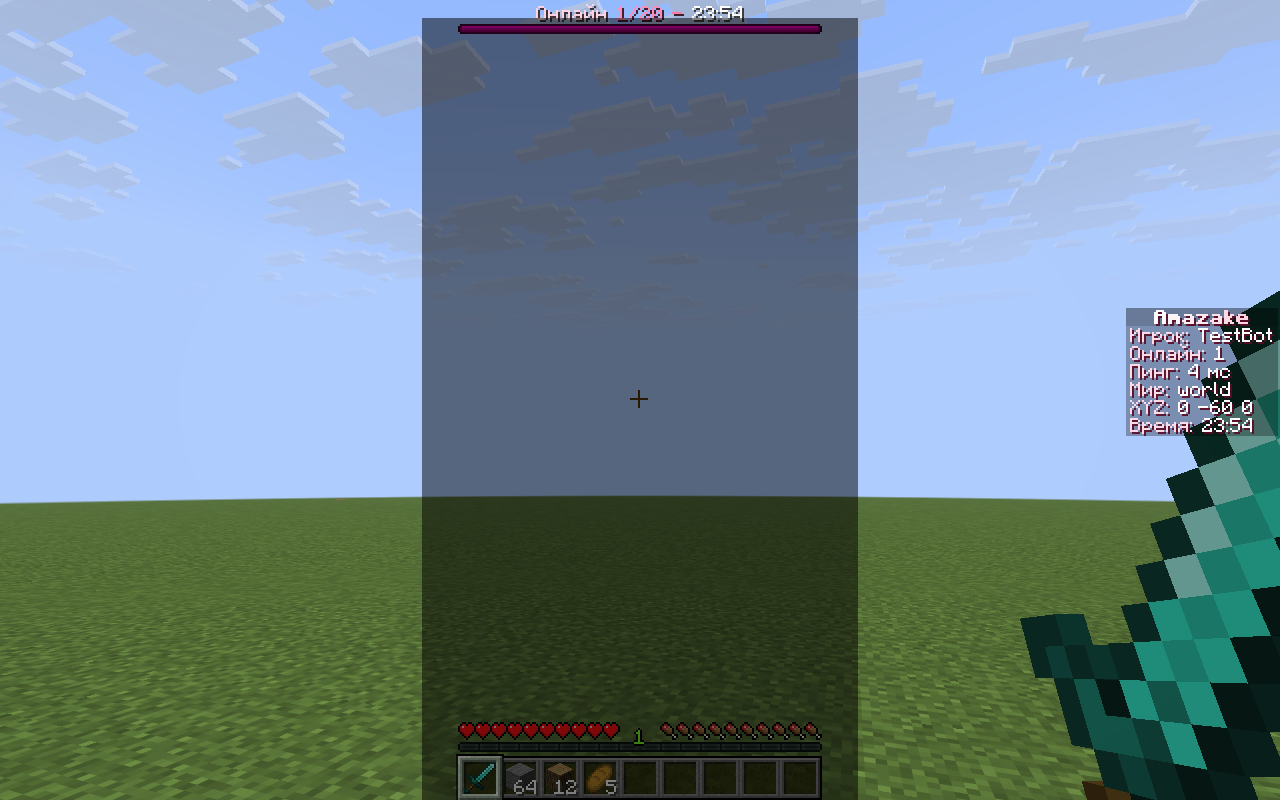 Онлайн 1/20 - 23:54
Amazake
Игрок: TestBot
Онлайн: 1
Пинг: 4 мс
Мир: world
XYZ: 0 -60 0
Время: 23:54
1
64 12 5